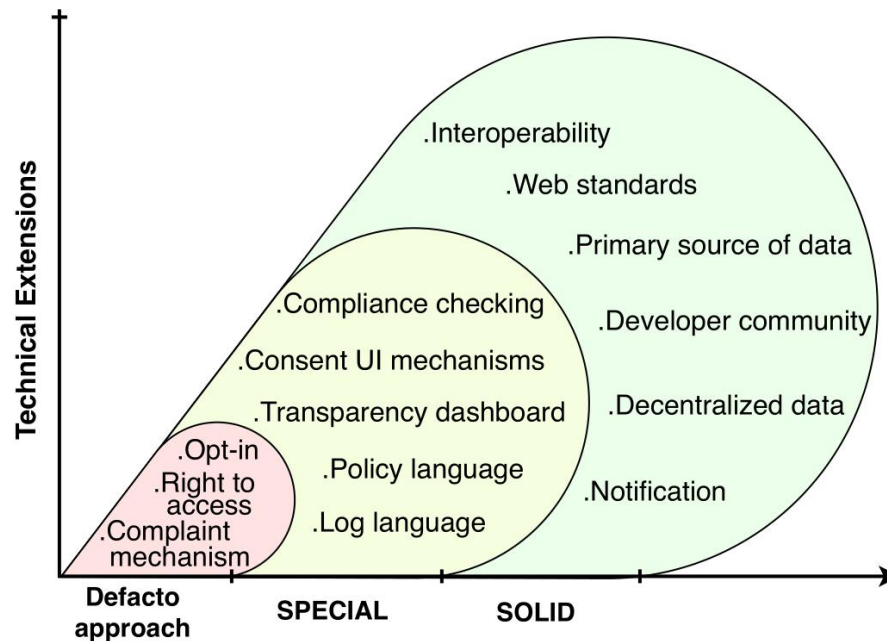 Technical Extensions
.Interoperability
.Web standards
.Primary source of data
.Developer community
.Decentralized data
.Notification
.Compliance checking
.Consent UI mechanisms
.Transparency dashboard
.Policy language
.Log language
.Opt-in
.Right to
access
.Complaint
mechanism
Defacto
approach
SPECIAL
SOLID